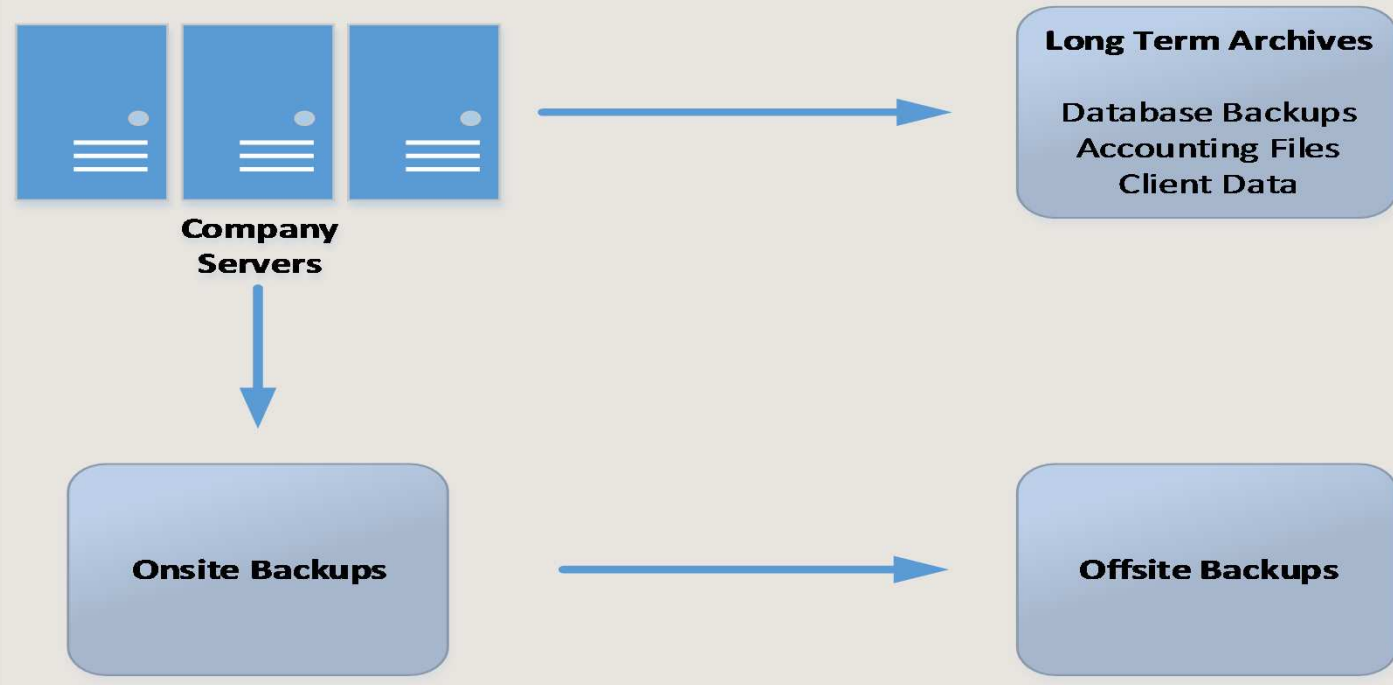 Long Term Archives
Database Backups
Accounting Files
Client Data
Company
Servers
Onsite Backups
Offsite Backups